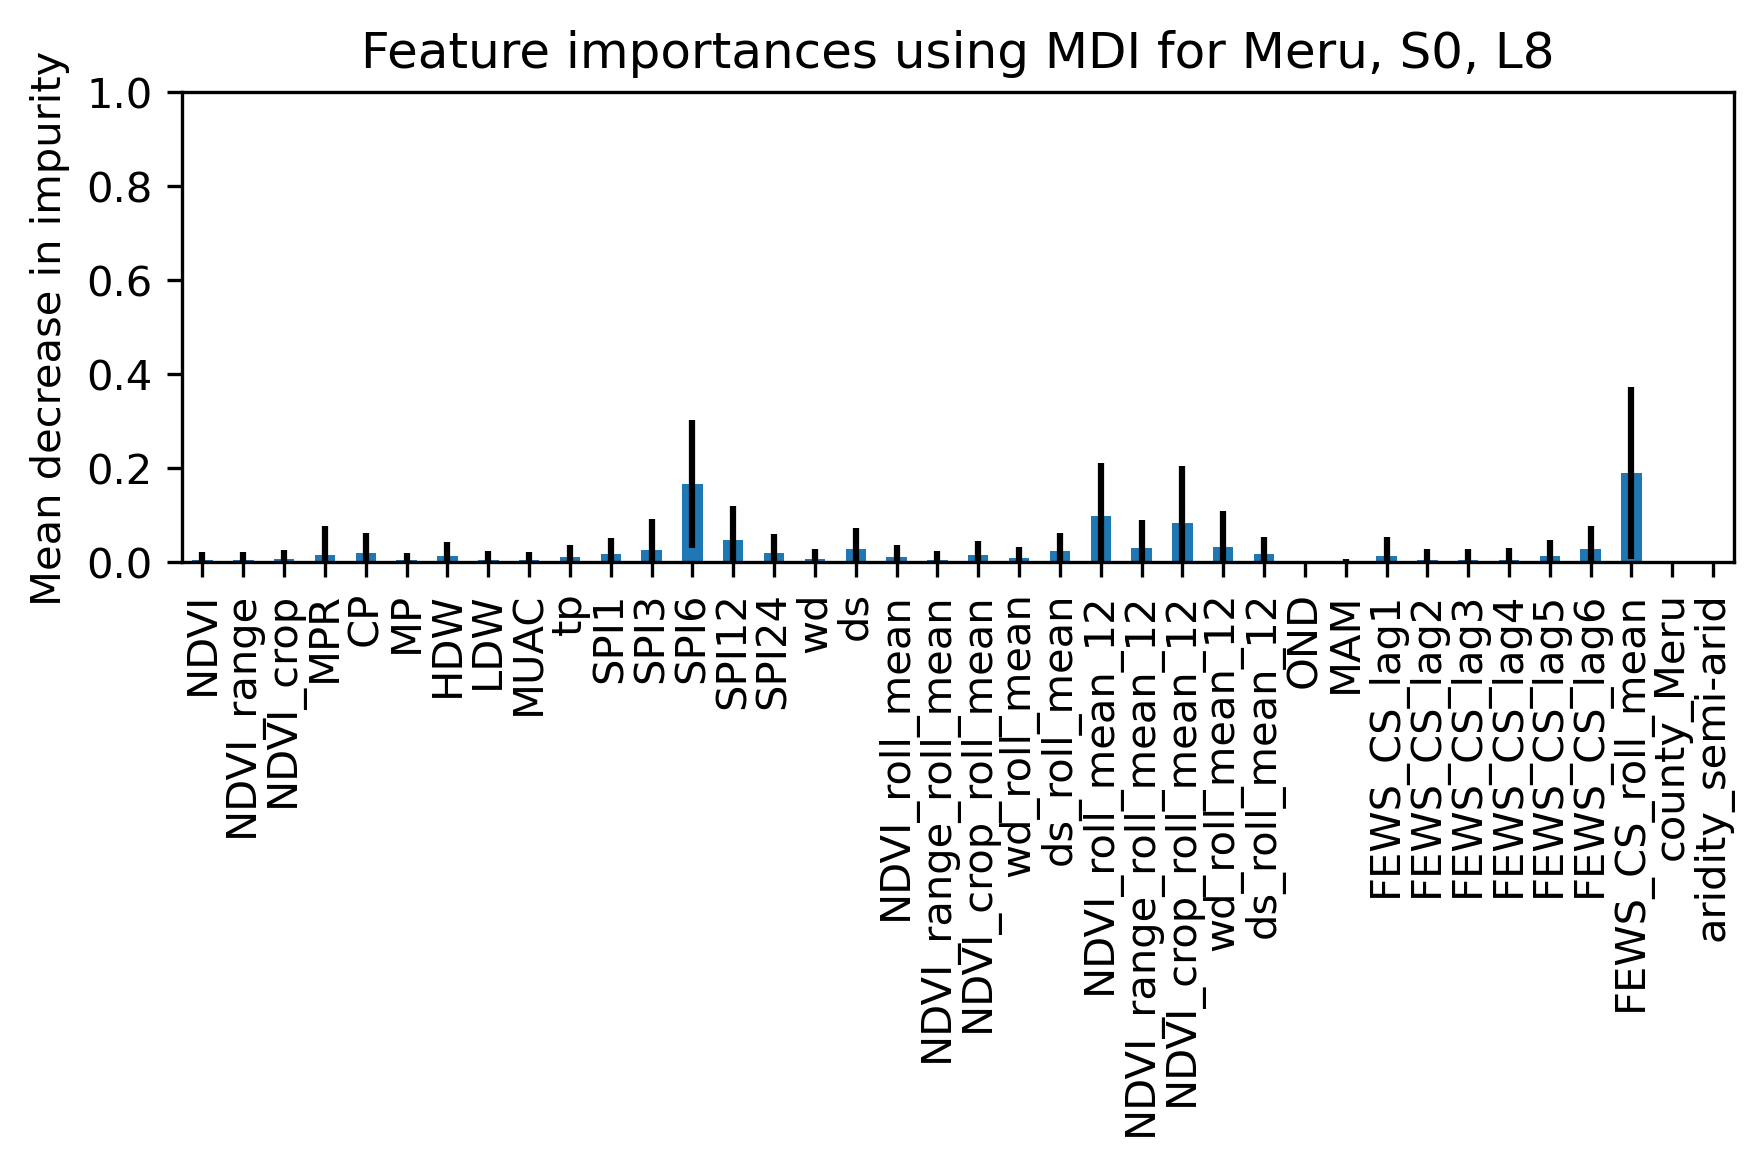 Feature importances using MDI for Meru, S0, L8
Mean decrease in impurity
1.0
0.8
0.6
0.4
0.2
0.0
NDVI
NDVI_range
NDVI_crop
MPR
CP
MP
HDW
LDW
MUAC
tp
SPI1
SPI3
SPI6
SPI12
SPI24
wd
ds
NDVI_roll_mean
NDVI_range_roll_mean
NDVI_crop_roll_mean
wd_roll_mean
ds_roll_mean
NDVI_roll_mean_12
NDVI_range_roll_mean_12
NDVI_crop_roll_mean_12
wd_roll_mean_12
ds_roll_mean_12
OND
MAM
FEWS_CS_lag1
FEWS_CS_lag2
FEWS_CS_lag3
FEWS_CS_lag4
FEWS_CS_lag5
FEWS_CS_lag6
FEWS_CS_roll_mean
county_Meru
aridity_semi-arid